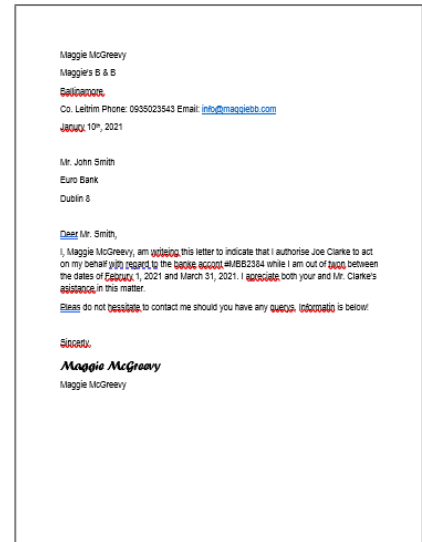 Maggie McGreevy
Maggie's B & B
Ballinamore,
Co. Leitrim Phone: 0935023543 Email: info@maggiebb.com
Janury 10th, 2021
Mr. John Smith
Euro Bank
Dublin 8
Deer Mr. Smith,
I, Maggie McGreevy, am writeing this letter to indicate that I authorise Joe Clarke to act
on my behalf with regard to the banke accont #MBB2384 while I am out of twon between
the dates of Februry 1, 2021 and March 31, 2021. I apreciate both your and Mr. Clarke's
asistance in this matter.
Pleas do not hessitate to contact me should you have any querys. Informatin is below!
Sincerly,
Maggie McGreevy
Maggie McGreevy